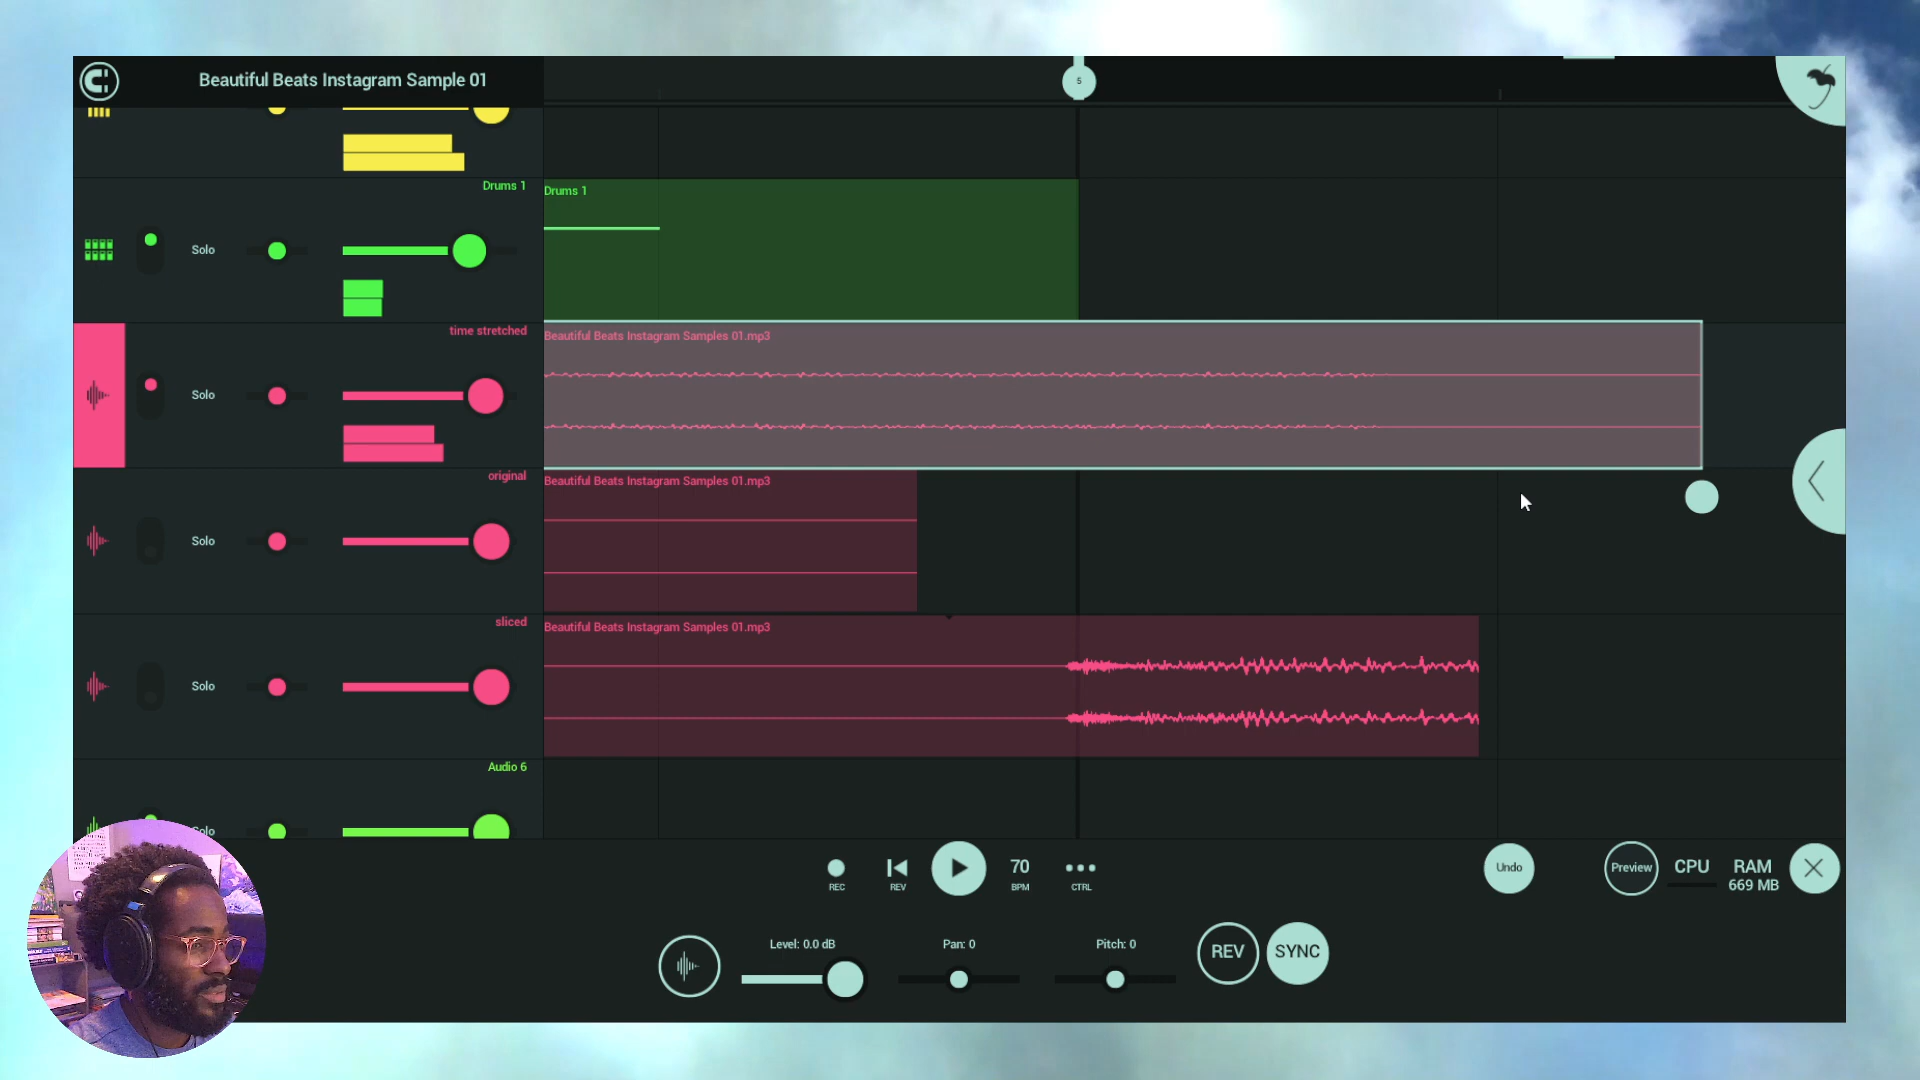 Beautiful Beats Instagram Sample 01
5
Drums 1
Drums 1
Solo
time stretched
Beautiful Beats Instagram Samples 01.mp3
Solo
original
Beautiful Beats Instagram Samples 01.mp3
Solo
sliced
Beautiful Beats Instagram Samples 01.mp3
Solo
Audio 6
Solo
REC
REV
70
BPM
CTRL
Undo
Preview
CPU
RAM
669 MB
Level: 0.0 dB
Pan: 0
Pitch: 0
REV
SYNC